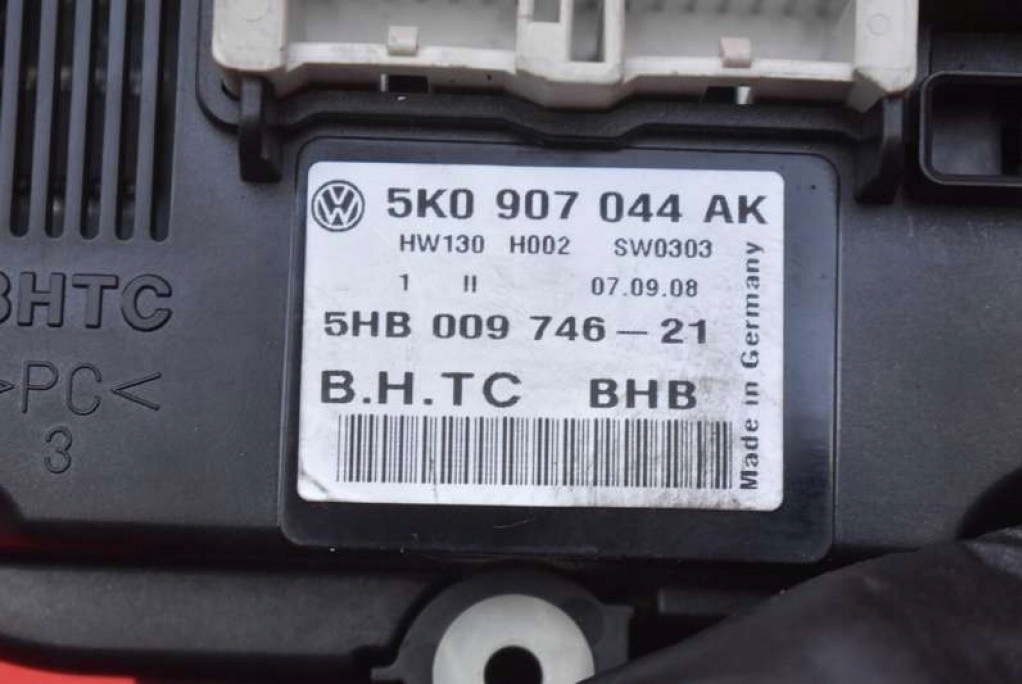 5K0 907 044 AK
HW130 H002 SW0303
1 II 07.09.08
5HB 009 746 - 21
B.H.TC BHB
Made in Germany
BHTC
>PC<
3